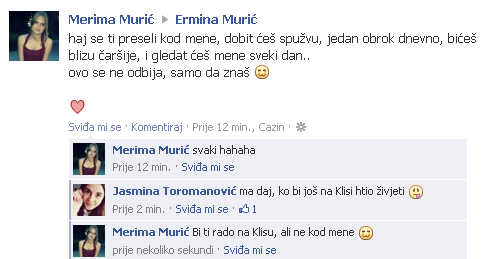 Merima Murić ▸ Ermina Murić
haj se ti preseli kod mene, dobit ćeš spužvu, jedan obrok dnevno, bićeš
blizu čaršije, i gledat ćeš mene sveki dan..
ovo se ne odbija, samo da znaš 😊
♥
Sviđa mi se · Komentiraj · Prije 12 min., Cazin ·
Merima Murić svaki hahaha
Prije 12 min. · Sviđa mi se
Jasmina Toromanović ma daj, ko bi još na Klisi htio živjeti 😜
Prije 2 min. · Sviđa mi se · 👍 1
Merima Murić Bi ti rado na Klisu, ali ne kod mene 😊
prije nekoliko sekundi · Sviđa mi se